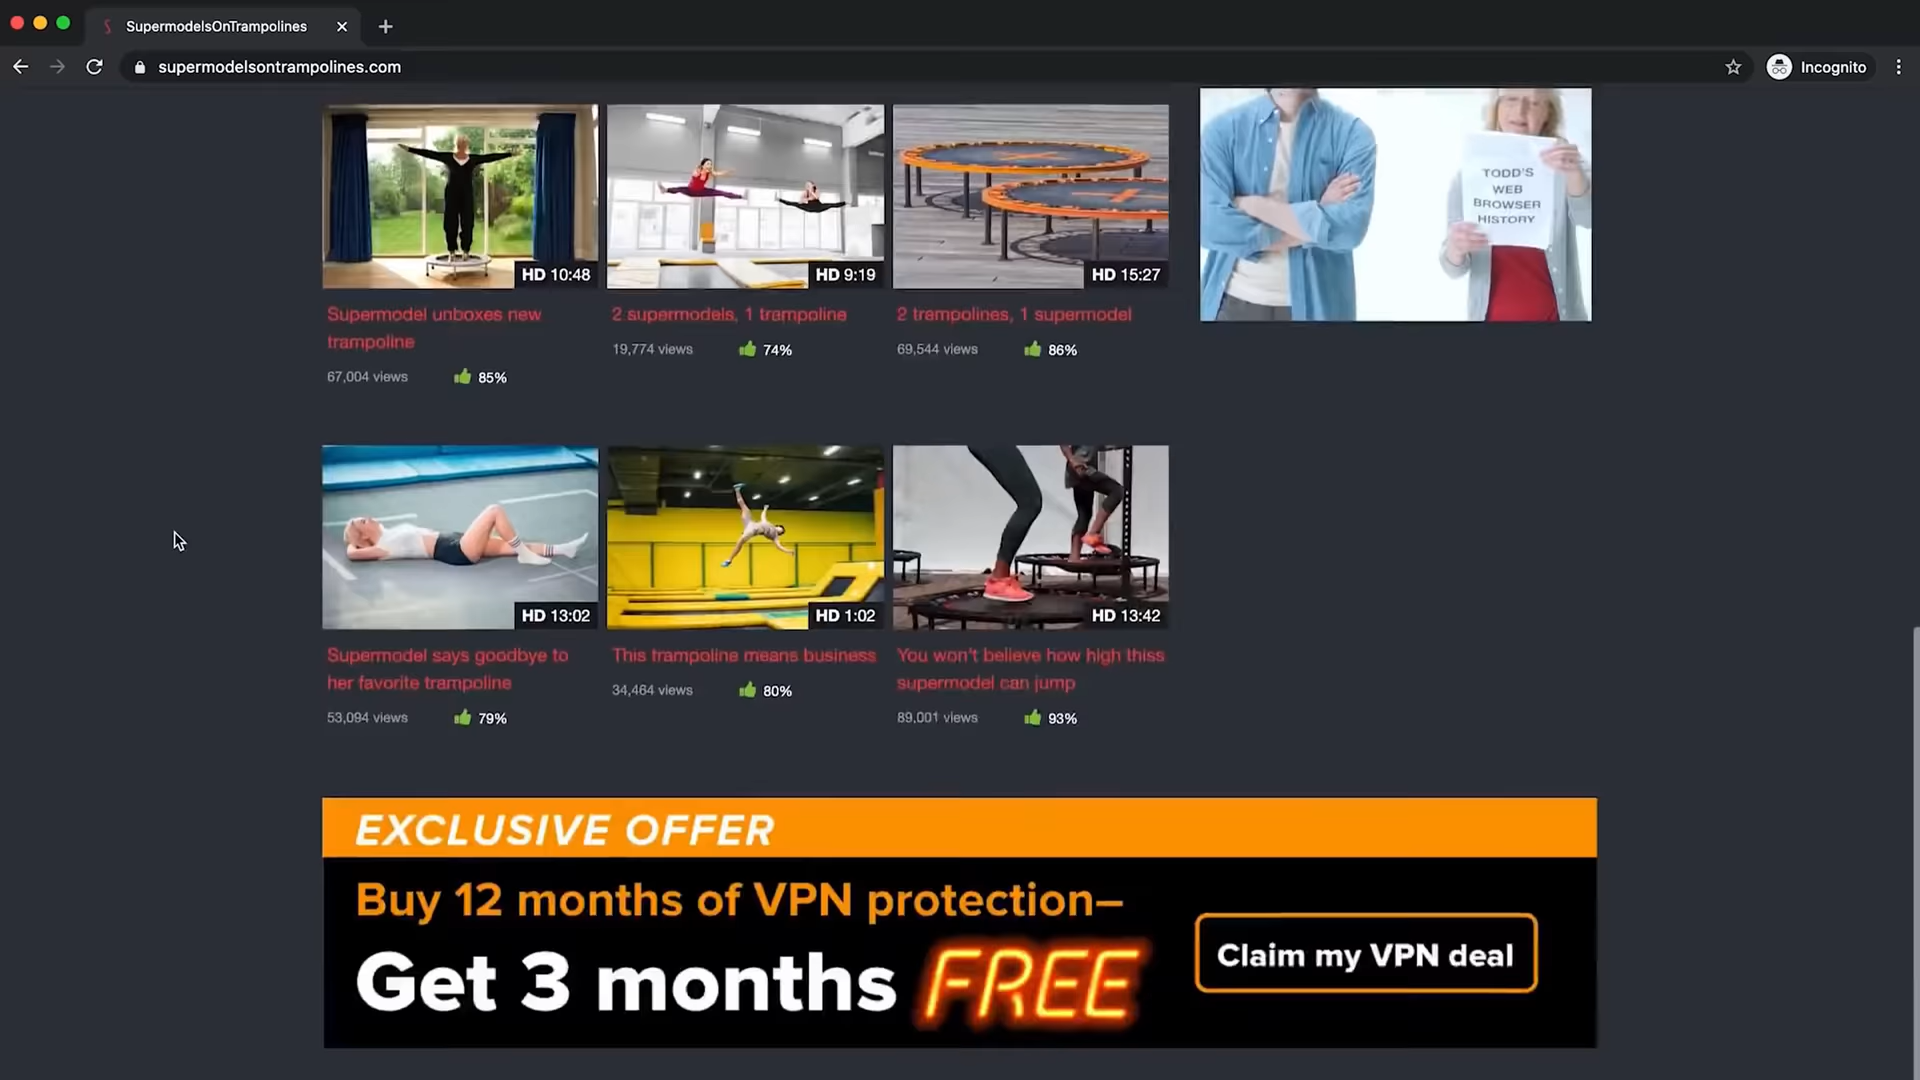 SupermodelsOnTrampolines
supermodelsontrampolines.com
Incognito
TODD'S
WEB
BROWSER
HISTORY
HD 10:48
HD 9:19
HD 15:27
Supermodel unboxes new
trampoline
67,004 views
85%
2 supermodels, 1 trampoline
19,774 views
74%
2 trampolines, 1 supermodel
69,544 views
86%
HD 13:02
HD 1:02
HD 13:42
Supermodel says goodbye to
her favorite trampoline
53,094 views
79%
This trampoline means business
34,464 views
80%
You won't believe how high thiss
supermodel can jump
89,001 views
93%
EXCLUSIVE OFFER
Buy 12 months of VPN protection–
Get 3 months FREE
Claim my VPN deal